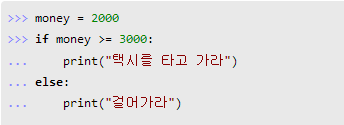 >>> money = 2000
>>> if money >= 3000:
...     print("택시를 타고 가라")
... else:
...     print("걸어가라")